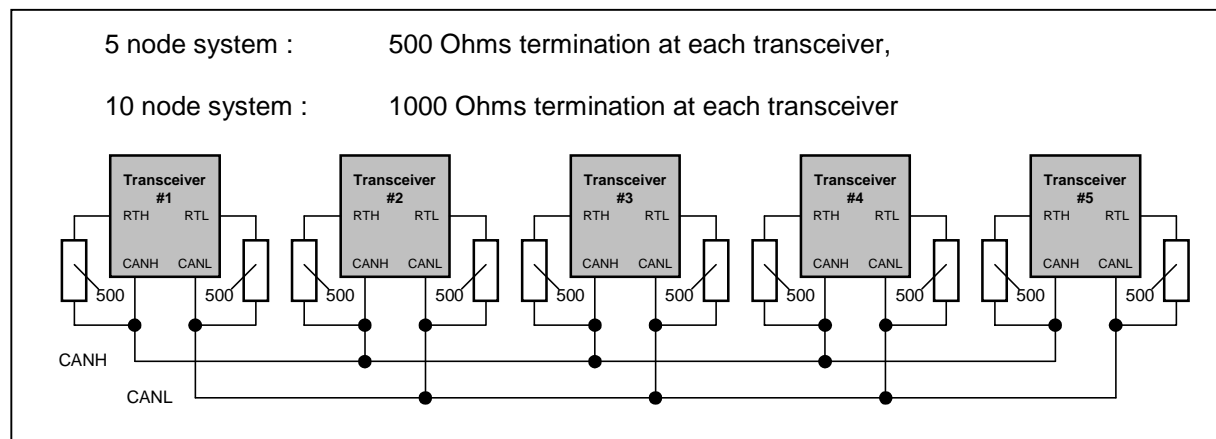 5 node system : 500 Ohms termination at each transceiver,
10 node system : 1000 Ohms termination at each transceiver
Transceiver
#1
RTH RTL
CANH CANL
500 500
Transceiver
#2
RTH RTL
CANH CANL
500 500
Transceiver
#3
RTH RTL
CANH CANL
500 500
Transceiver
#4
RTH RTL
CANH CANL
500 500
Transceiver
#5
RTH RTL
CANH CANL
500 500
CANH
CANL